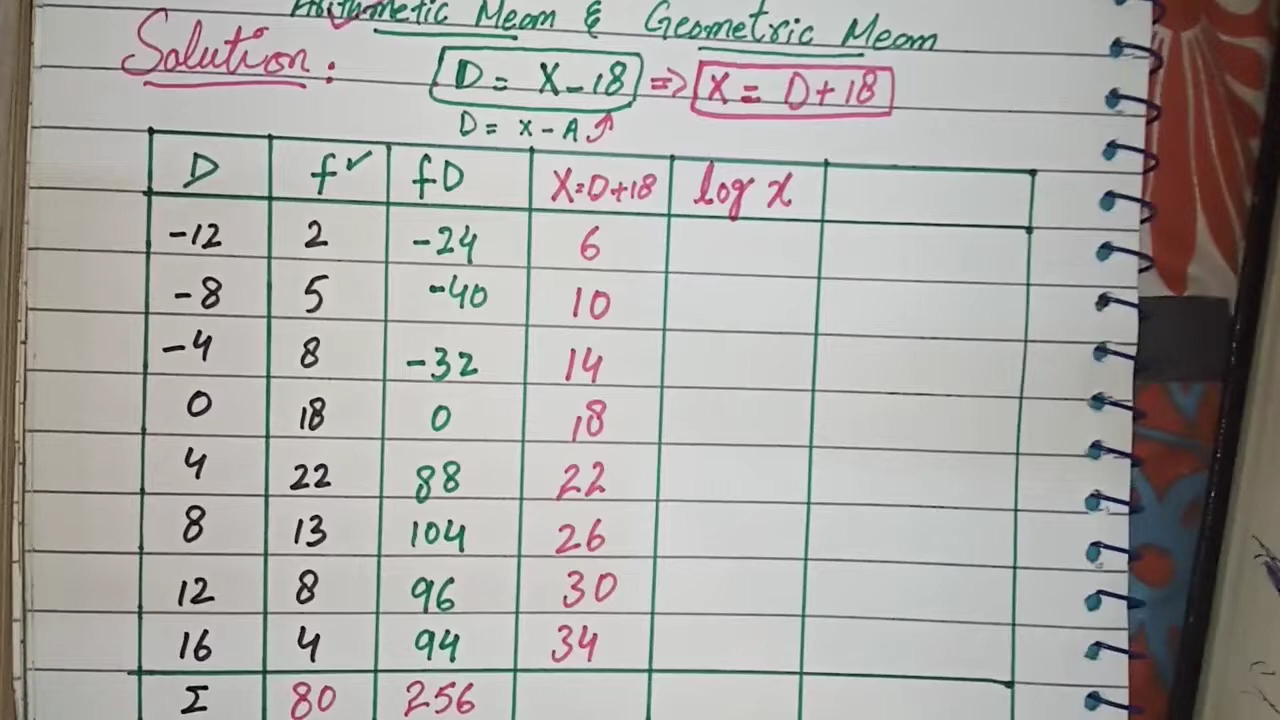 Arithmetic Mean & Geometric Mean
Solution:
D = X-18 => X = D+18
D = x - A
D f✓ fD X=D+18 log x
-12 2 -24 6
-8 5 -40 10
-4 8 -32 14
0 18 0 18
4 22 88 22
8 13 104 26
12 8 96 30
16 4 94 34
Σ 80 256